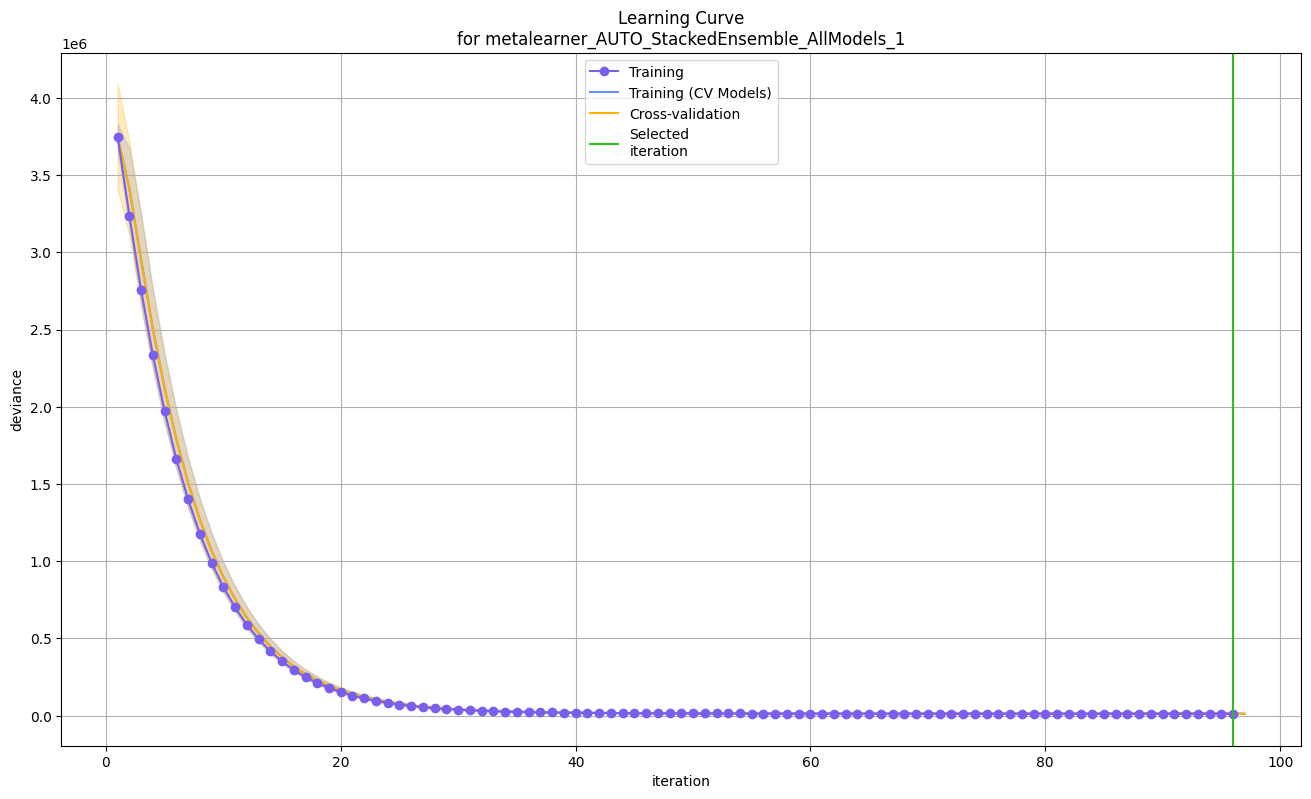 Learning Curve
for metalearner_AUTO_StackedEnsemble_AllModels_1
1e6
4.0
3.5
3.0
2.5
2.0
1.5
1.0
0.5
0.0
deviance
Training
Training (CV Models)
Cross-validation
Selected
iteration
0
20
40
60
80
100
iteration